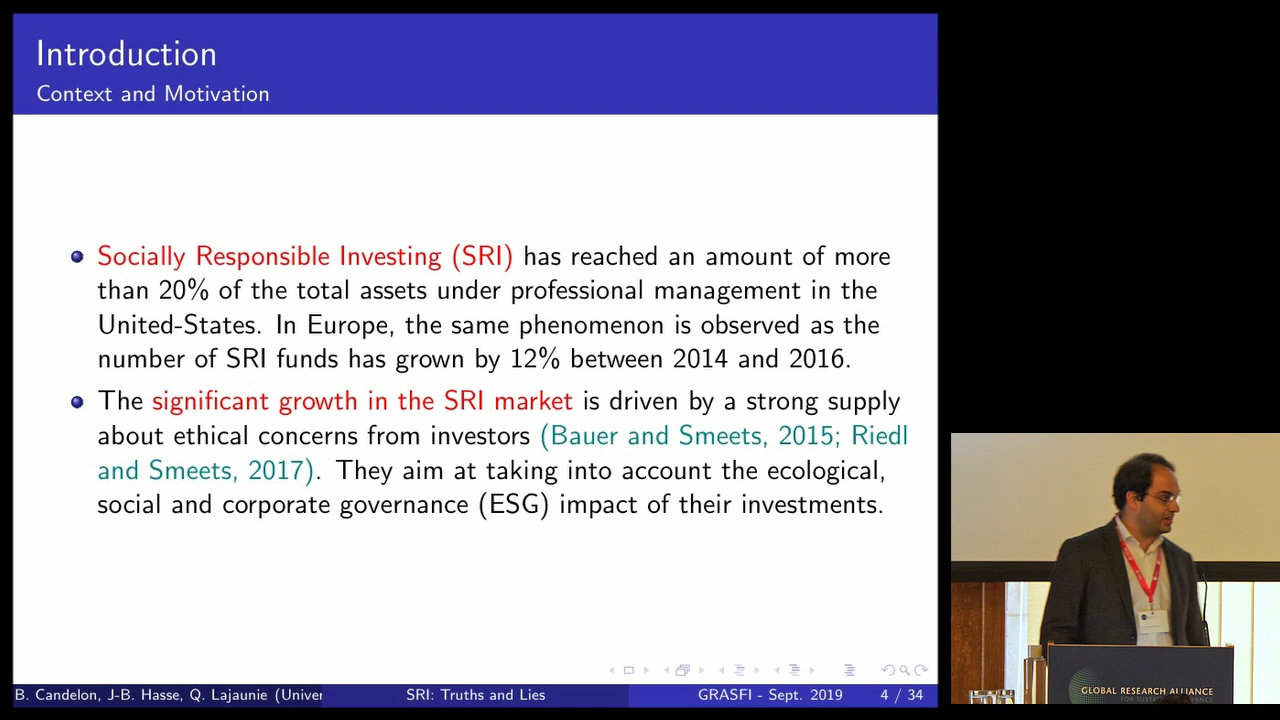 Introduction
Context and Motivation
Socially Responsible Investing (SRI) has reached an amount of more
than 20% of the total assets under professional management in the
United-States. In Europe, the same phenomenon is observed as the
number of SRI funds has grown by 12% between 2014 and 2016.
The significant growth in the SRI market is driven by a strong supply
about ethical concerns from investors (Bauer and Smeets, 2015; Riedl
and Smeets, 2017). They aim at taking into account the ecological,
social and corporate governance (ESG) impact of their investments.
B. Candelon, J-B. Hasse, Q. Lajaunie (Univer
SRI: Truths and Lies
GRASFI - Sept. 2019
4 / 34
GLOBAL RESEARCH ALLIANCE